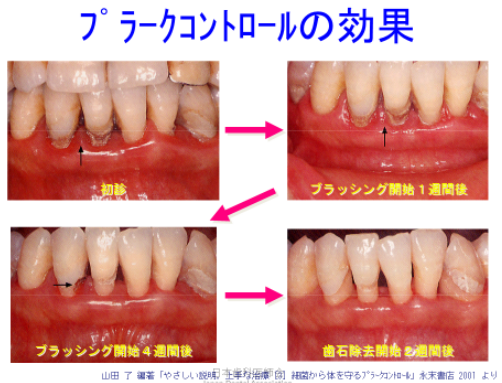 プラークコントロールの効果
初診
ブラッシング開始1週間後
ブラッシング開始4週間後
歯石除去開始2週間後
山田 了 編著「やさしい説明、上手な治療〔3〕細菌から体を守るプラークコントロール」永末書店 2001 より